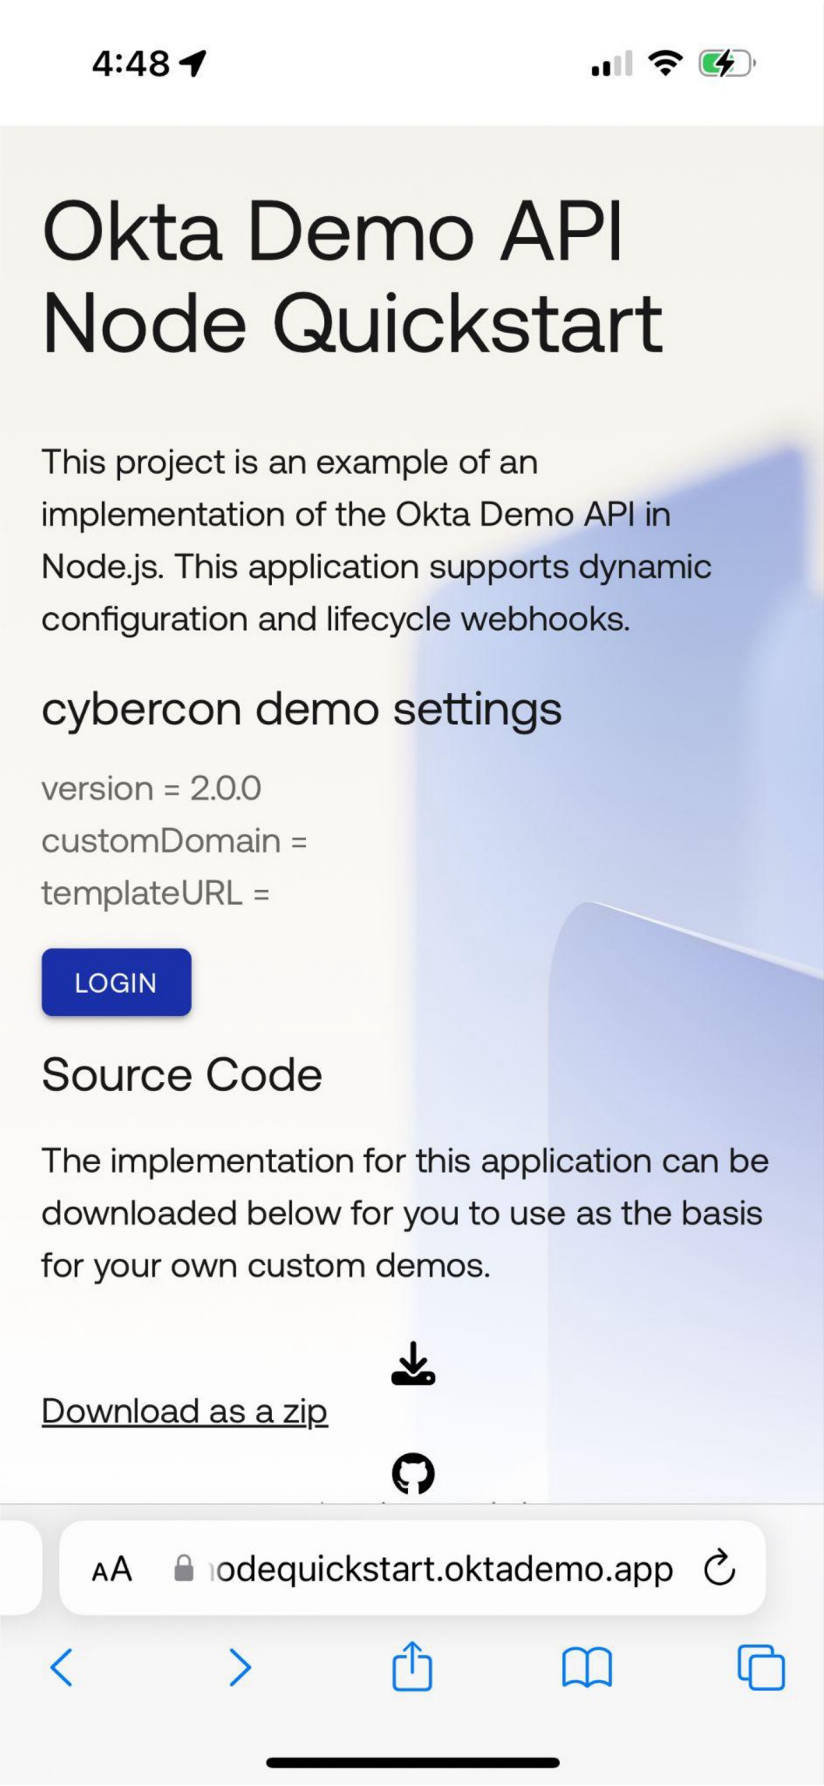 4:48
Okta Demo API
Node Quickstart
This project is an example of an
implementation of the Okta Demo API in
Node.js. This application supports dynamic
configuration and lifecycle webhooks.
cybercon demo settings
version = 2.0.0
customDomain =
templateURL =
LOGIN
Source Code
The implementation for this application can be
downloaded below for you to use as the basis
for your own custom demos.
Download as a zip
AA odequickstart.oktademo.app